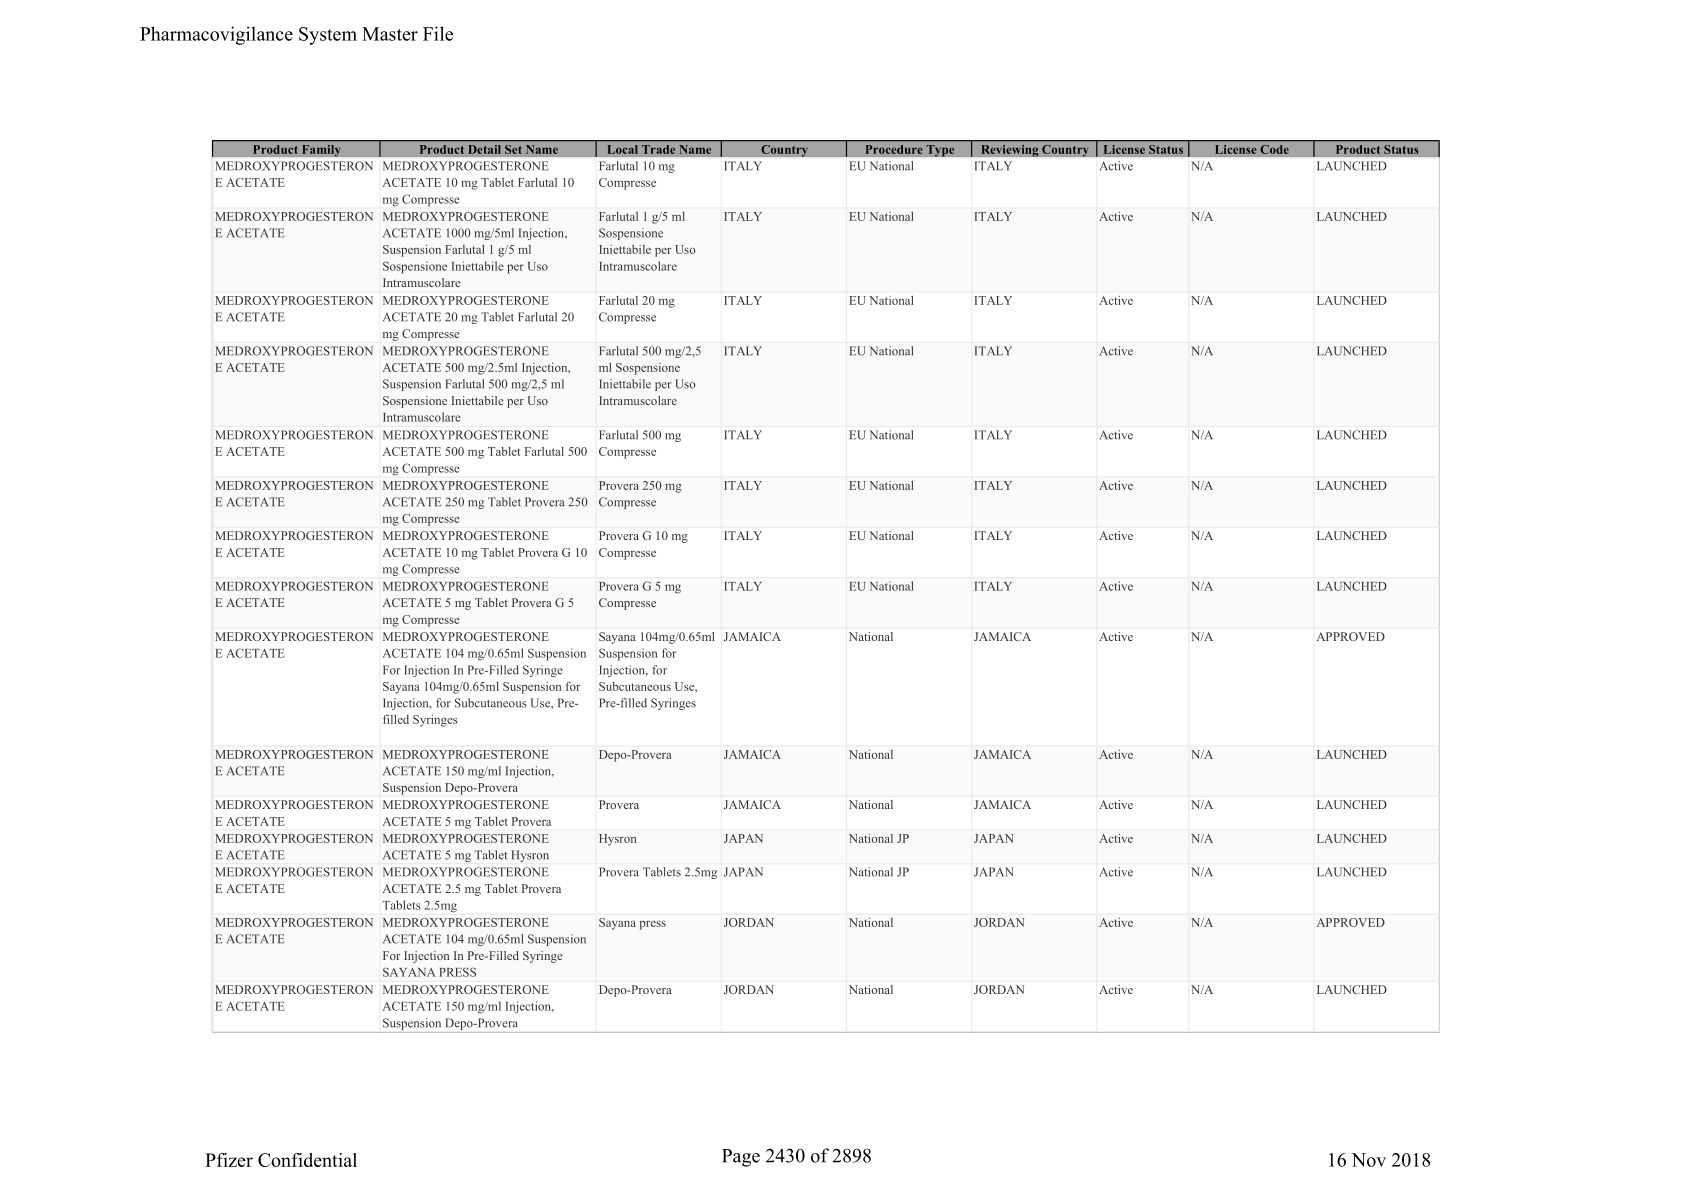 Pharmacovigilance System Master File
Product Family Product Detail Set Name Local Trade Name Country Procedure Type Reviewing Country License Status License Code Product Status
MEDROXYPROGESTERON MEDROXYPROGESTERONE Farlutal 10 mg ITALY EU National ITALY Active N/A LAUNCHED
E ACETATE ACETATE 10 mg Tablet Farlutal 10 Compresse
mg Compresse
MEDROXYPROGESTERON MEDROXYPROGESTERONE Farlutal 1 g/5 ml ITALY EU National ITALY Active N/A LAUNCHED
E ACETATE ACETATE 1000 mg/5ml Injection, Sospensione
Suspension Farlutal 1 g/5 ml Iniettabile per Uso
Sospensione Iniettabile per Uso Intramuscolare
Intramuscolare
MEDROXYPROGESTERON MEDROXYPROGESTERONE Farlutal 20 mg ITALY EU National ITALY Active N/A LAUNCHED
E ACETATE ACETATE 20 mg Tablet Farlutal 20 Compresse
mg Compresse
MEDROXYPROGESTERON MEDROXYPROGESTERONE Farlutal 500 mg/2,5 ITALY EU National ITALY Active N/A LAUNCHED
E ACETATE ACETATE 500 mg/2.5ml Injection, ml Sospensione
Suspension Farlutal 500 mg/2,5 ml Iniettabile per Uso
Sospensione Iniettabile per Uso Intramuscolare
Intramuscolare
MEDROXYPROGESTERON MEDROXYPROGESTERONE Farlutal 500 mg ITALY EU National ITALY Active N/A LAUNCHED
E ACETATE ACETATE 500 mg Tablet Farlutal 500 Compresse
mg Compresse
MEDROXYPROGESTERON MEDROXYPROGESTERONE Provera 250 mg ITALY EU National ITALY Active N/A LAUNCHED
E ACETATE ACETATE 250 mg Tablet Provera 250 Compresse
mg Compresse
MEDROXYPROGESTERON MEDROXYPROGESTERONE Provera G 10 mg ITALY EU National ITALY Active N/A LAUNCHED
E ACETATE ACETATE 10 mg Tablet Provera G 10 Compresse
mg Compresse
MEDROXYPROGESTERON MEDROXYPROGESTERONE Provera G 5 mg ITALY EU National ITALY Active N/A LAUNCHED
E ACETATE ACETATE 5 mg Tablet Provera G 5 Compresse
mg Compresse
MEDROXYPROGESTERON MEDROXYPROGESTERONE Sayana 104mg/0.65ml JAMAICA National JAMAICA Active N/A APPROVED
E ACETATE ACETATE 104 mg/0.65ml Suspension Suspension for
For Injection In Pre-Filled Syringe Injection, for
Sayana 104mg/0.65ml Suspension for Subcutaneous Use,
Injection, for Subcutaneous Use, Pre- Pre-filled Syringes
filled Syringes
MEDROXYPROGESTERON MEDROXYPROGESTERONE Depo-Provera JAMAICA National JAMAICA Active N/A LAUNCHED
E ACETATE ACETATE 150 mg/ml Injection,
Suspension Depo-Provera
MEDROXYPROGESTERON MEDROXYPROGESTERONE Provera JAMAICA National JAMAICA Active N/A LAUNCHED
E ACETATE ACETATE 5 mg Tablet Provera
MEDROXYPROGESTERON MEDROXYPROGESTERONE Hysron JAPAN National JP JAPAN Active N/A LAUNCHED
E ACETATE ACETATE 5 mg Tablet Hysron
MEDROXYPROGESTERON MEDROXYPROGESTERONE Provera Tablets 2.5mg JAPAN National JP JAPAN Active N/A LAUNCHED
E ACETATE ACETATE 2.5 mg Tablet Provera
Tablets 2.5mg
MEDROXYPROGESTERON MEDROXYPROGESTERONE Sayana press JORDAN National JORDAN Active N/A APPROVED
E ACETATE ACETATE 104 mg/0.65ml Suspension
For Injection In Pre-Filled Syringe
SAYANA PRESS
MEDROXYPROGESTERON MEDROXYPROGESTERONE Depo-Provera JORDAN National JORDAN Active N/A LAUNCHED
E ACETATE ACETATE 150 mg/ml Injection,
Suspension Depo-Provera
Pfizer Confidential Page 2430 of 2898 16 Nov 2018